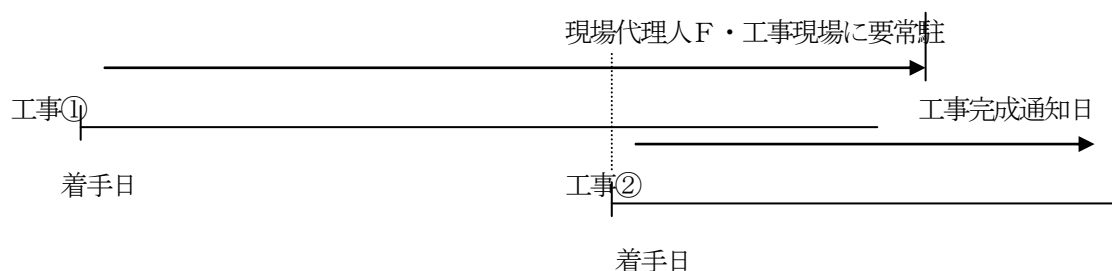 現場代理人F・工事現場に要常駐
工事①
工事完成通知日
着手日
工事②
着手日